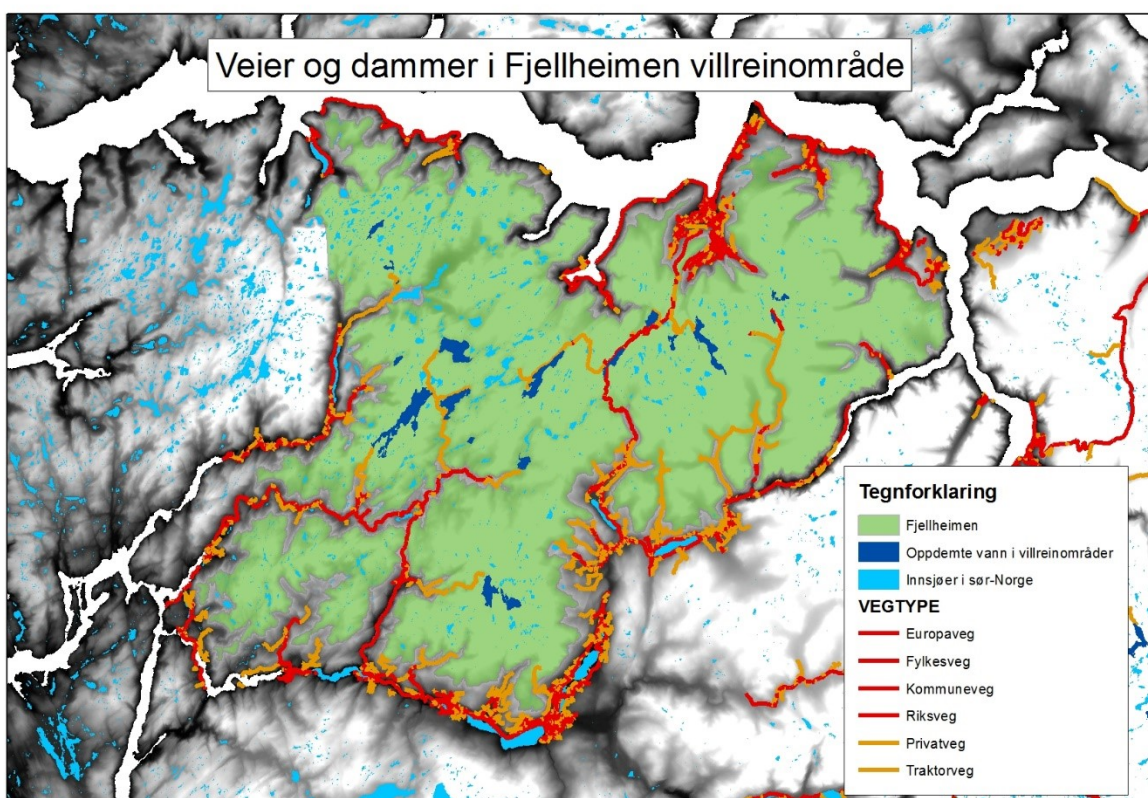 Veier og dammer i Fjellheimen villreinområde
Tegnforklaring
Fjellheimen
Oppdemte vann i villreinområder
Innsjøer i sør-Norge
VEGTYPE
Europaveg
Fylkesveg
Kommuneveg
Riksveg
Privatveg
Traktorveg